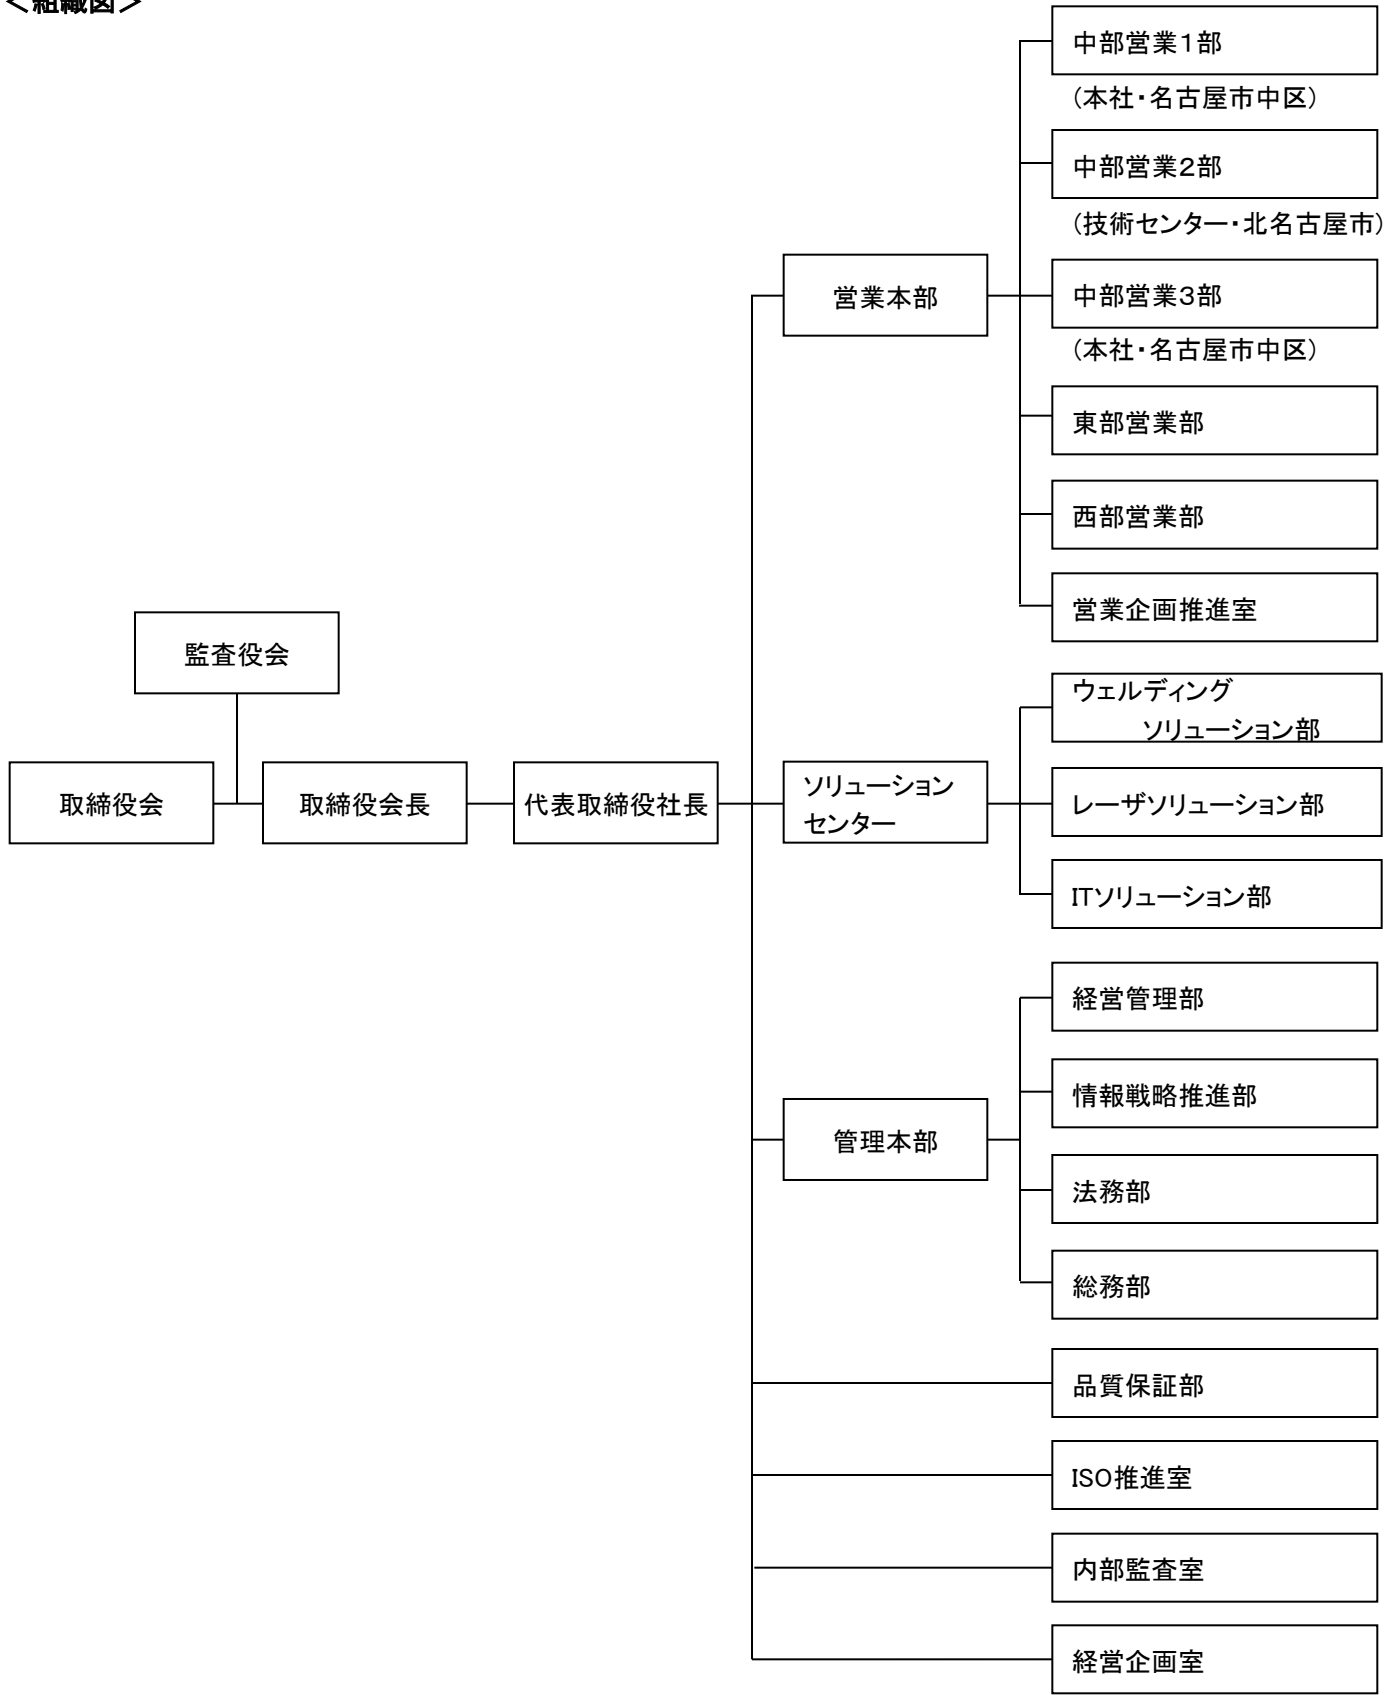 ＜組織図＞
中部営業１部
（本社・名古屋市中区）
中部営業２部
（技術センター・北名古屋市）
営業本部
中部営業３部
（本社・名古屋市中区）
東部営業部
西部営業部
営業企画推進室
監査役会
ウェルディング
ソリューション部
取締役会
取締役会長
代表取締役社長
ソリューション
センター
レーザソリューション部
ITソリューション部
経営管理部
情報戦略推進部
管理本部
法務部
総務部
品質保証部
ISO推進室
内部監査室
経営企画室